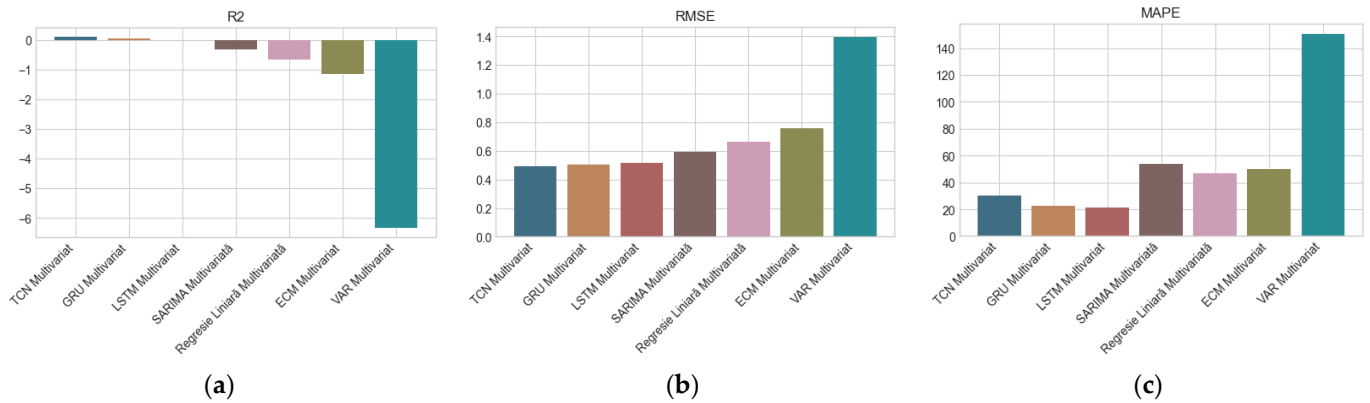 R2
0
−1
−2
−3
−4
−5
−6
TCN Multivariat
GRU Multivariat
LSTM Multivariat
SARIMA Multivariată
Regresie Liniară Multivariată
ECM Multivariat
VAR Multivariat
(a)
RMSE
1.4
1.2
1.0
0.8
0.6
0.4
0.2
0.0
TCN Multivariat
GRU Multivariat
LSTM Multivariat
SARIMA Multivariată
Regresie Liniară Multivariată
ECM Multivariat
VAR Multivariat
(b)
MAPE
140
120
100
80
60
40
20
0
TCN Multivariat
GRU Multivariat
LSTM Multivariat
SARIMA Multivariată
Regresie Liniară Multivariată
ECM Multivariat
VAR Multivariat
(c)